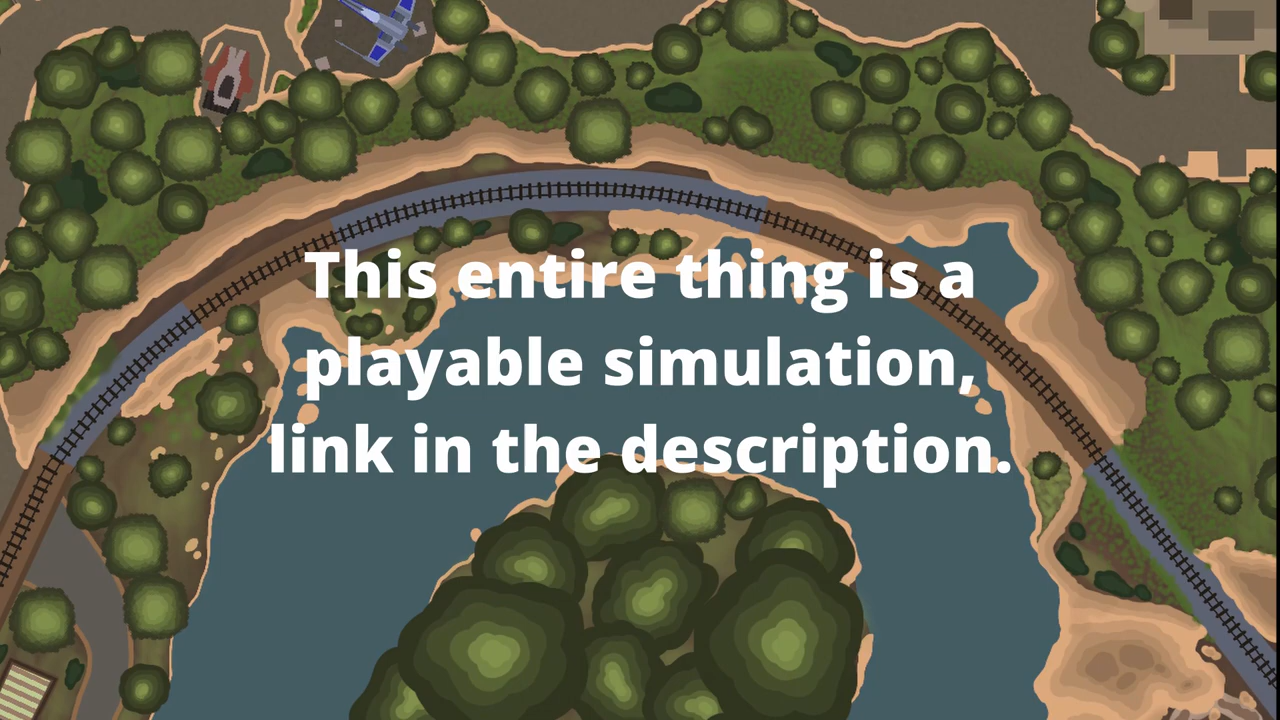 This entire thing is a
playable simulation,
link in the description.